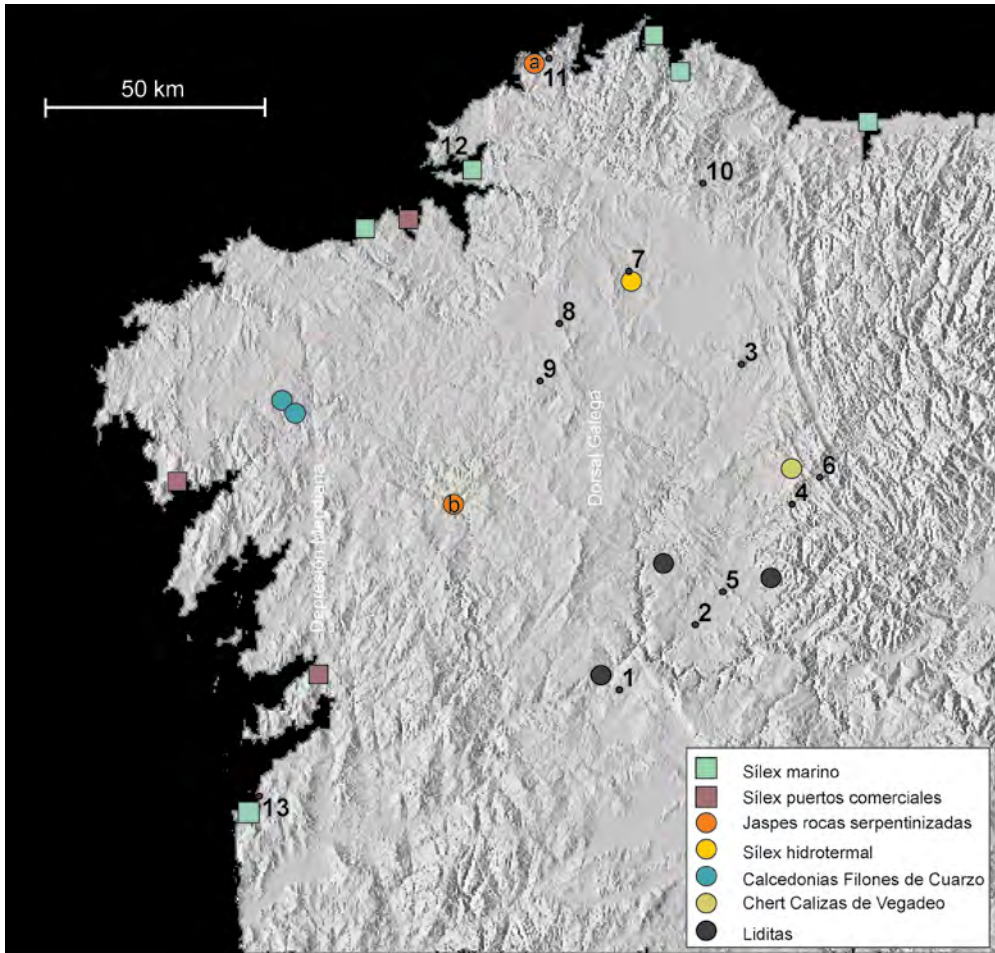 a
11
50 km
12
10
7
8
3
9
6
4
b
Dorsal Galega
Depresión Meridiana
5
2
1
13
Sílex marino
Sílex puertos comerciales
Jaspes rocas serpentinizadas
Sílex hidrotermal
Calcedonias Filones de Cuarzo
Chert Calizas de Vegadeo
Liditas